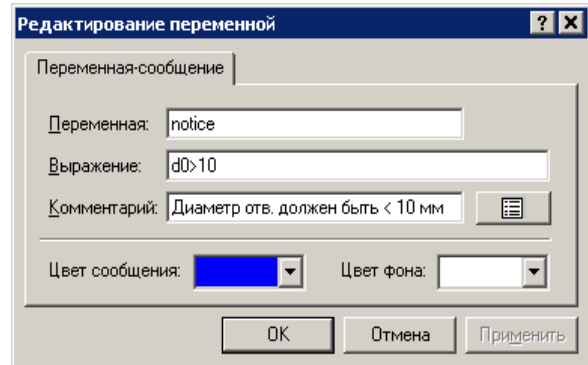 Редактирование переменной
Переменная-сообщение
Переменная: notice
Выражение: d0>10
Комментарий: Диаметр отв. должен быть < 10 мм
Цвет сообщения: Цвет фона:
OK Отмена Применить